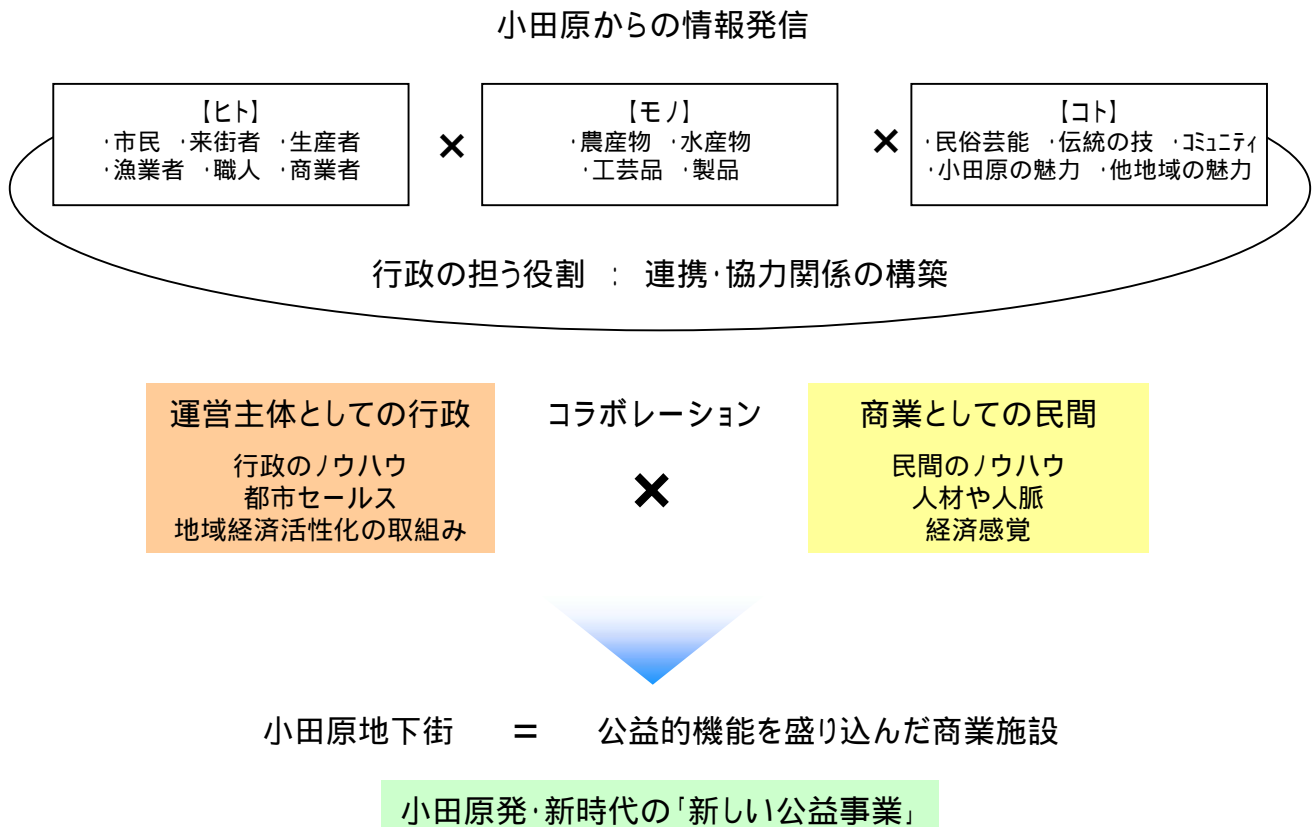 小田原からの情報発信
【ヒト】
・市民 ・来街者 ・生産者
・漁業者 ・職人 ・商業者
×
【モノ】
・農産物 ・水産物
・工芸品 ・製品
×
【コト】
・民俗芸能 ・伝統の技 ・コミュニティ
・小田原の魅力 ・他地域の魅力
行政の担う役割 : 連携・協力関係の構築
運営主体としての行政
行政のノウハウ
都市セールス
地域経済活性化の取組み
コラボレーション
×
商業としての民間
民間のノウハウ
人材や人脈
経済感覚
小田原地下街 = 公益的機能を盛り込んだ商業施設
小田原発・新時代の「新しい公益事業」